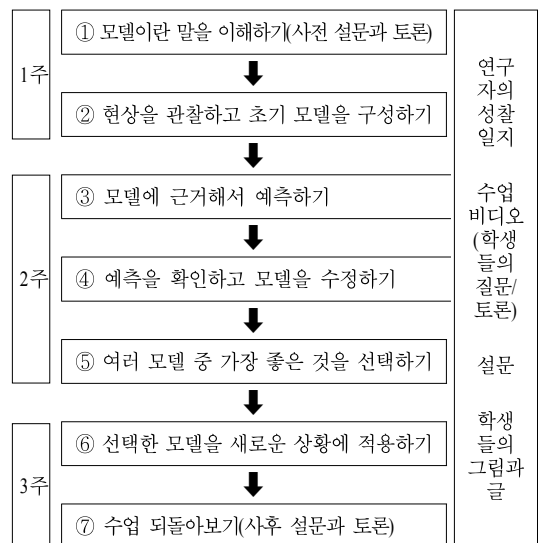 1주
① 모델이란 말을 이해하기(사전 설문과 토론)
② 현상을 관찰하고 초기 모델을 구성하기
2주
③ 모델에 근거해서 예측하기
④ 예측을 확인하고 모델을 수정하기
⑤ 여러 모델 중 가장 좋은 것을 선택하기
3주
⑥ 선택한 모델을 새로운 상황에 적용하기
⑦ 수업 되돌아보기(사후 설문과 토론)
연구
자의
성찰
일지
수업
비디오
(학생
들의
질문/
토론)
설문
학생
들의
그림과
글